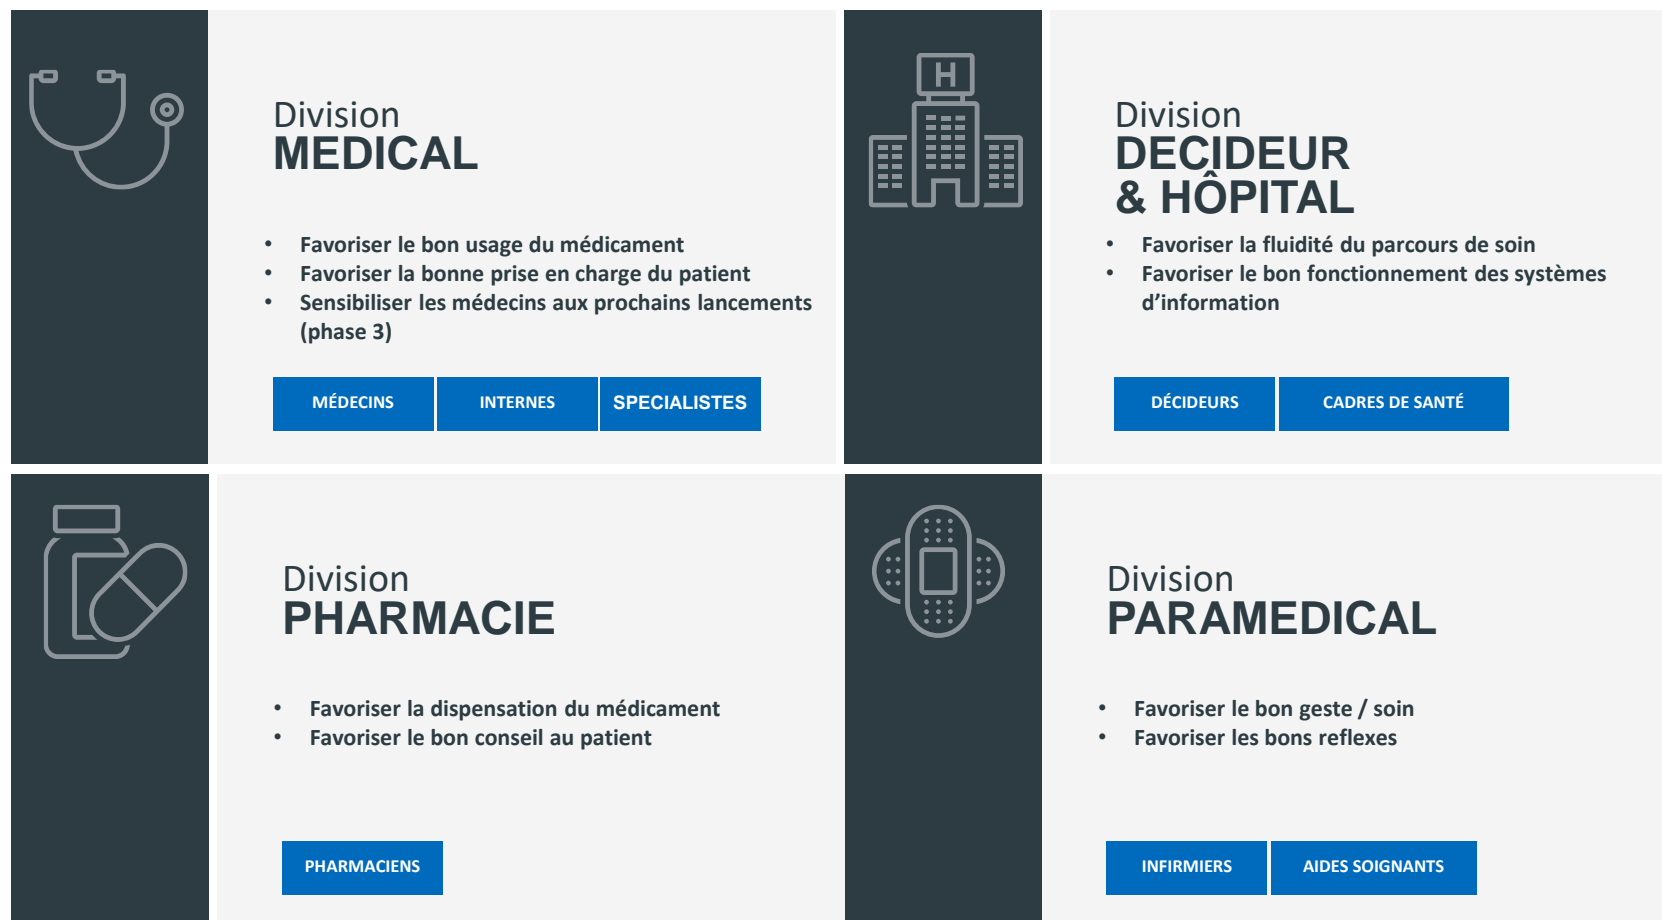 Division
MEDICAL
• Favoriser le bon usage du médicament
• Favoriser la bonne prise en charge du patient
• Sensibiliser les médecins aux prochains lancements
(phase 3)
MÉDECINS
INTERNES
SPECIALISTES
H
Division
DECIDEUR
& HÔPITAL
• Favoriser la fluidité du parcours de soin
• Favoriser le bon fonctionnement des systèmes
d’information
DÉCIDEURS
CADRES DE SANTÉ
Division
PHARMACIE
• Favoriser la dispensation du médicament
• Favoriser le bon conseil au patient
PHARMACIENS
Division
PARAMEDICAL
• Favoriser le bon geste / soin
• Favoriser les bons reflexes
INFIRMIERS
AIDES SOIGNANTS